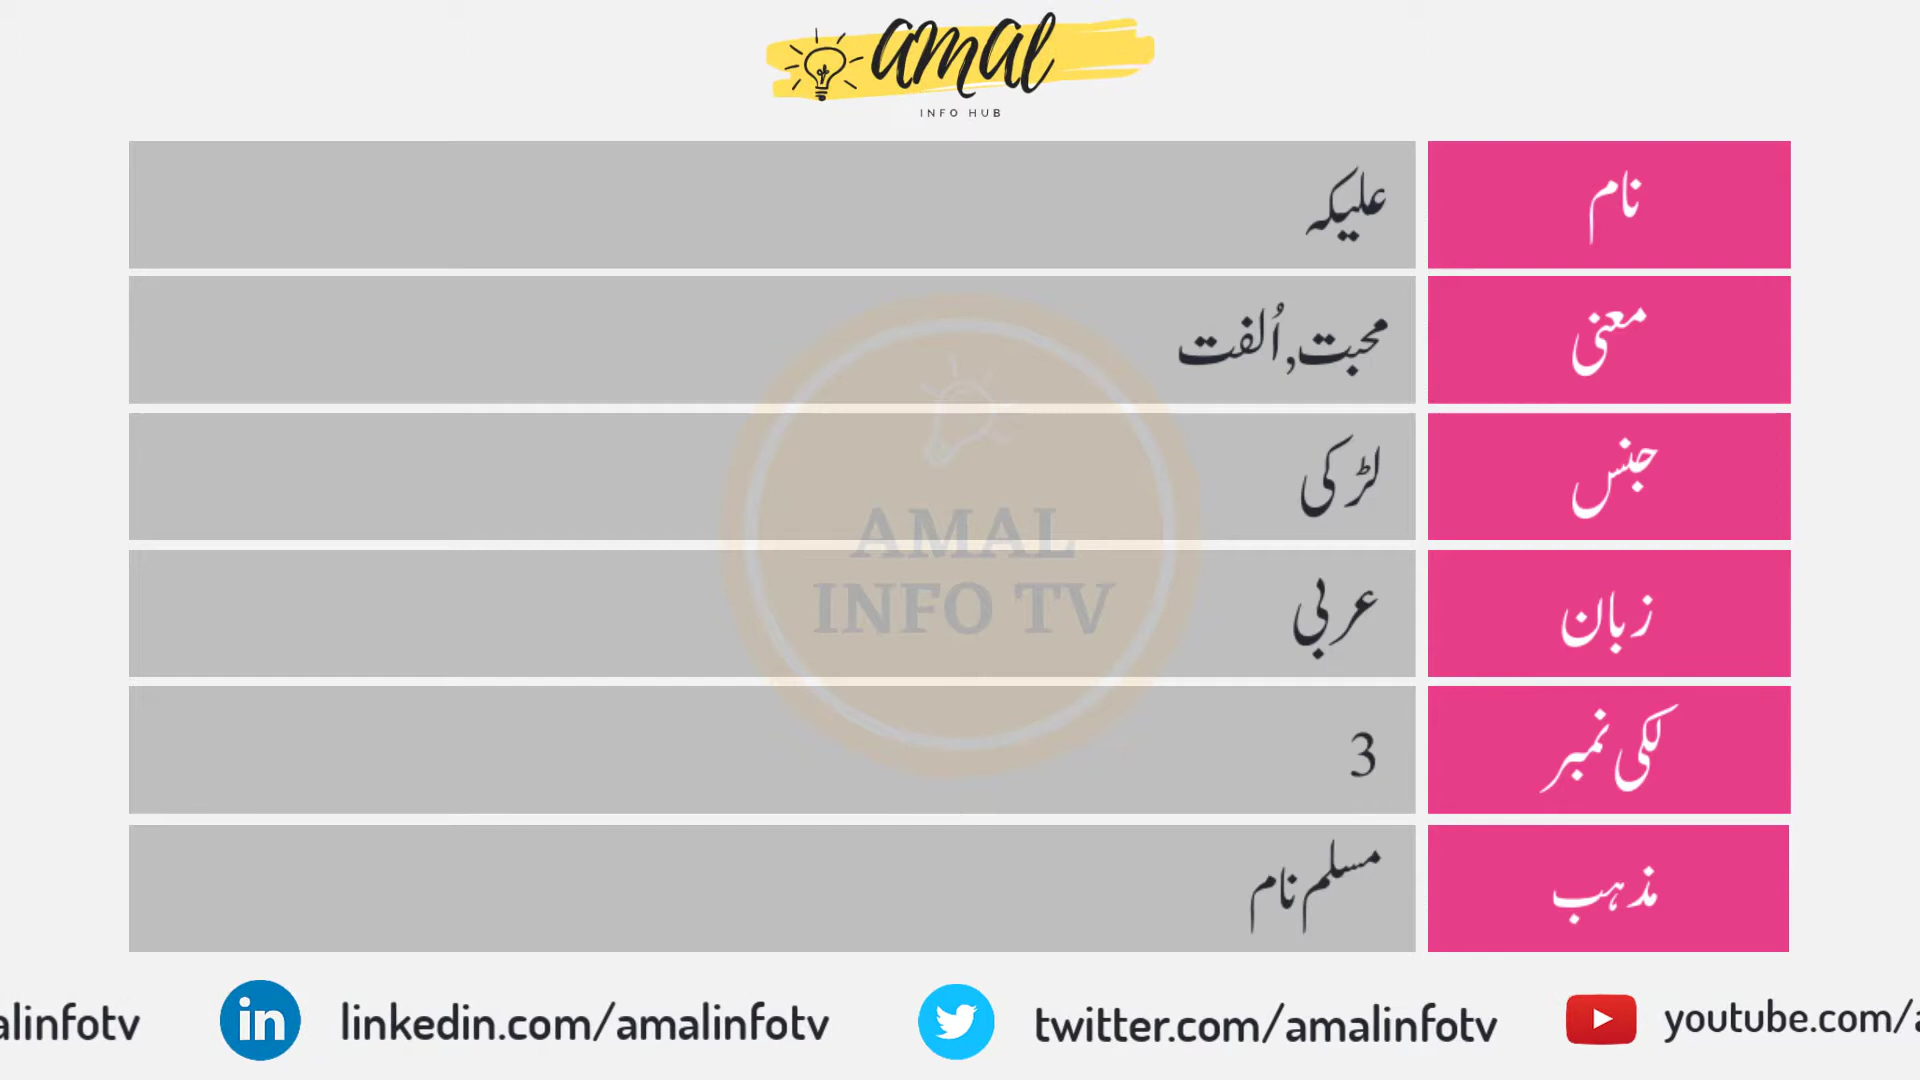 amal
INFO HUB
نام علیکہ
معنی محبت,اُلفت
جنس لڑکی
زبان عربی
لکی نمبر 3
مذہب مسلم نام
AMAL
INFO TV
alinfotv linkedin.com/amalinfotv twitter.com/amalinfotv youtube.com/a